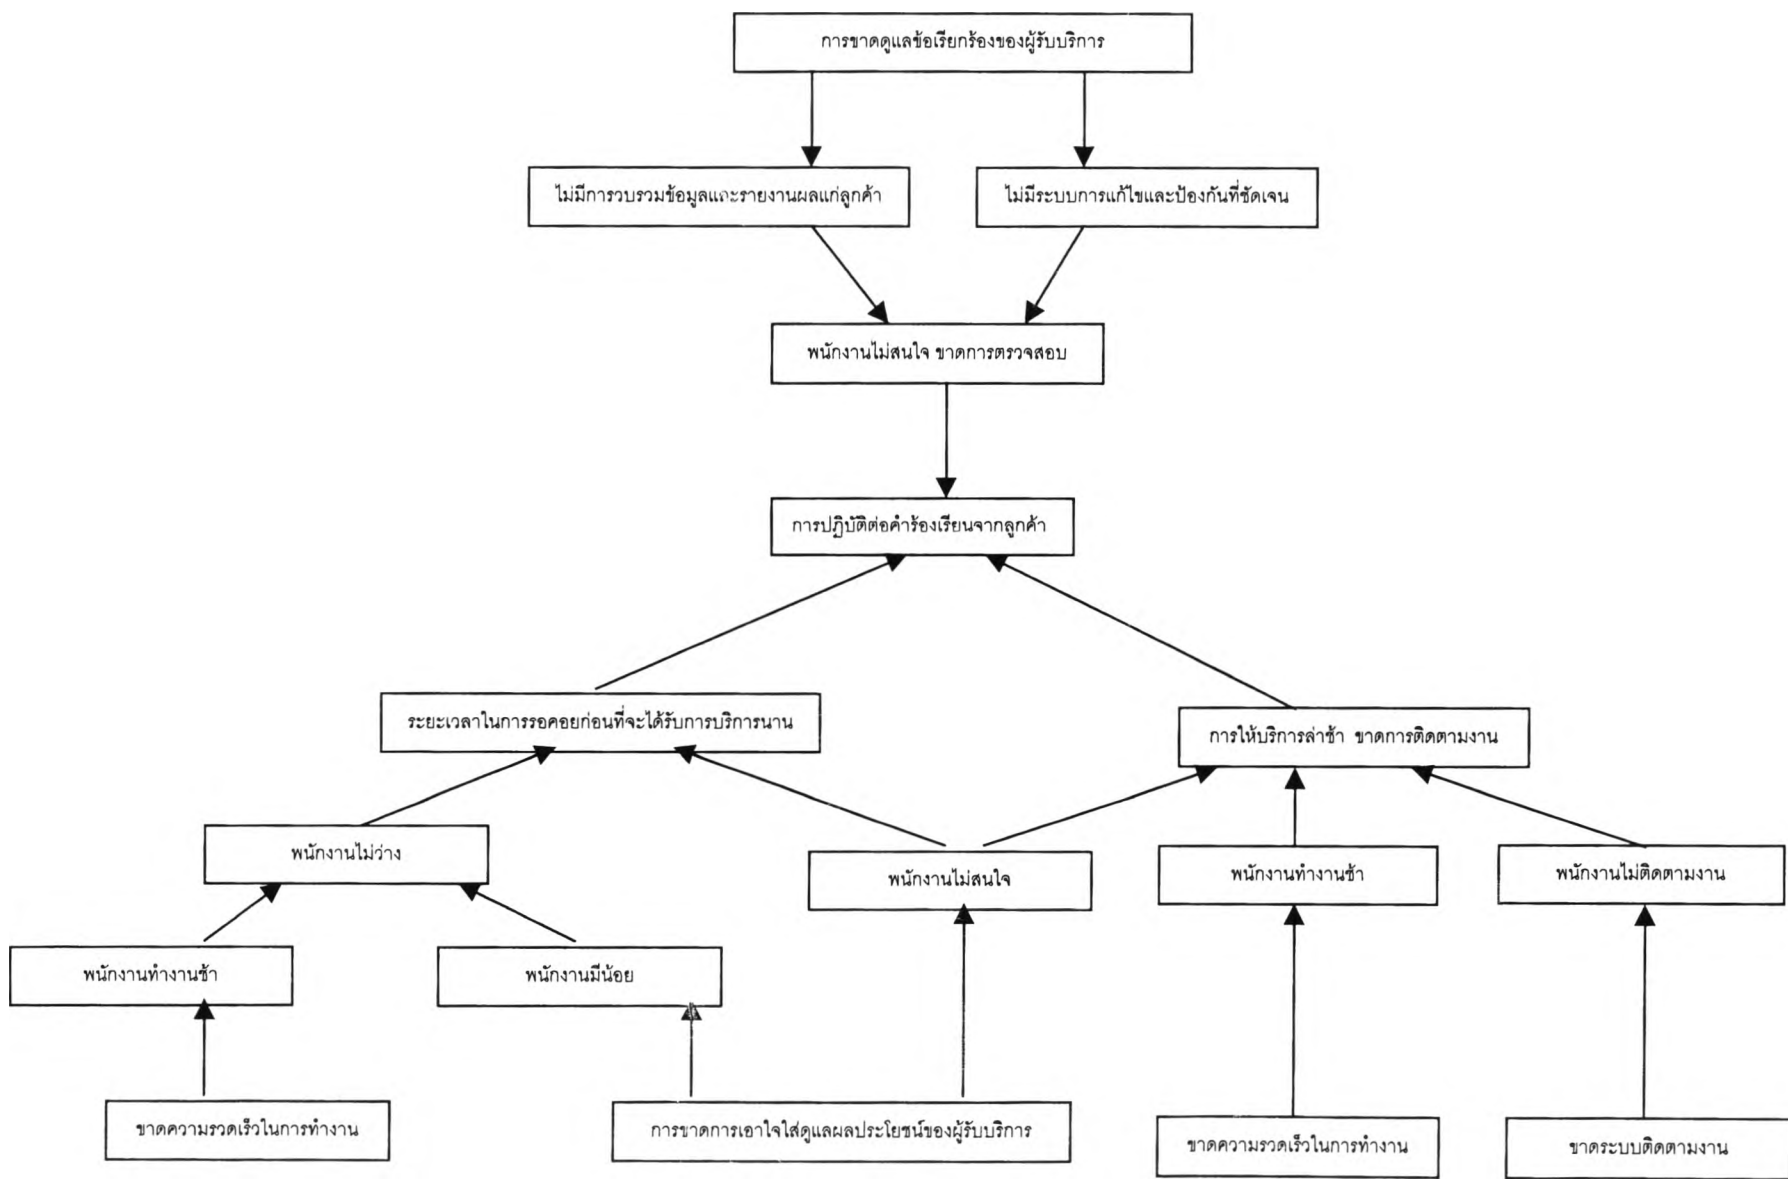 การขาดดูแลข้อเรียกร้องของผู้รับบริการ
ไม่มีการวบรวมข้อมูลและรายงานผลแก่ลูกค้า
ไม่มีระบบการแก้ไขและป้องกันที่ชัดเจน
พนักงานไม่สนใจ ขาดการตรวจสอบ
การปฏิบัติต่อคำร้องเรียนจากลูกค้า
ระยะเวลาในการรอคอยก่อนที่จะได้รับการบริการนาน
การให้บริการล่าช้า ขาดการติดตามงาน
พนักงานไม่ว่าง
พนักงานไม่สนใจ
พนักงานทำงานช้า
พนักงานไม่ติดตามงาน
พนักงานทำงานช้า
พนักงานมีน้อย
ขาดความรวดเร็วในการทำงาน
การขาดการเอาใจใส่ดูแลผลประโยชน์ของผู้รับบริการ
ขาดความรวดเร็วในการทำงาน
ขาดระบบติดตามงาน